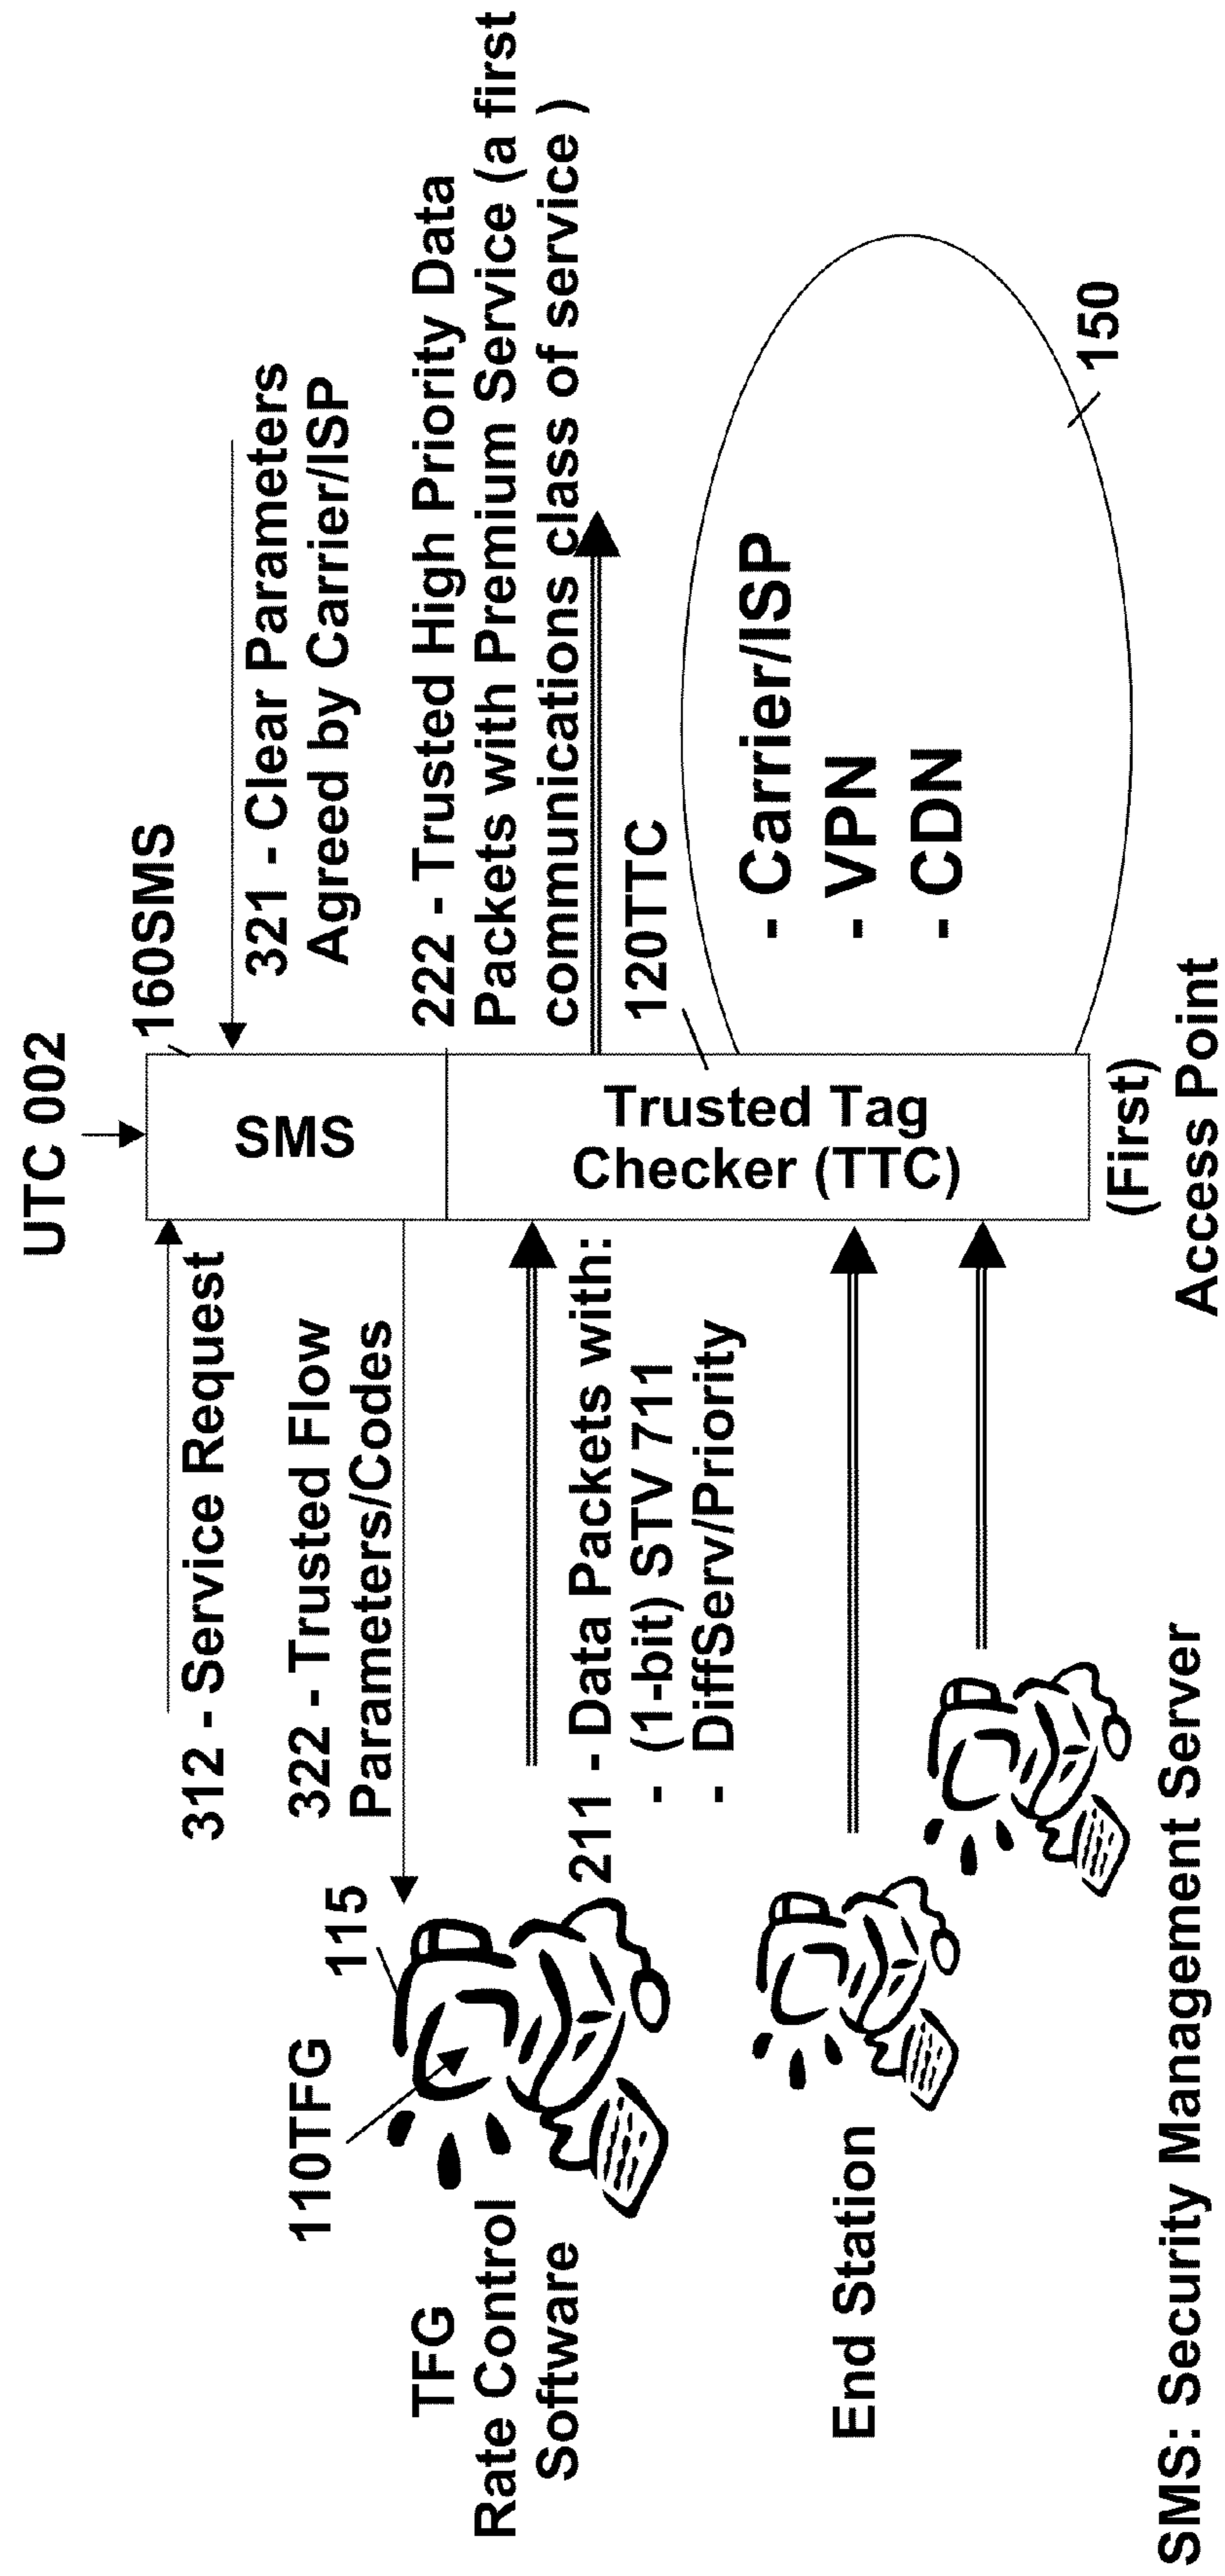 UTC 002
160SMS
312 - Service Request
321 - Clear Parameters
Agreed by Carrier/ISP
SMS
322 - Trusted Flow
Parameters/Codes
115
110TFG
TFG
Rate Control
Software
222 - Trusted High Priority Data
Packets with Premium Service (a first
communications class of service )
211 - Data Packets with:
- (1-bit) STV 711
- DiffServ/Priority
120TTC
Trusted Tag
Checker (TTC)
- Carrier/ISP
- VPN
- CDN
150
End Station
(First)
Access Point
SMS: Security Management Server